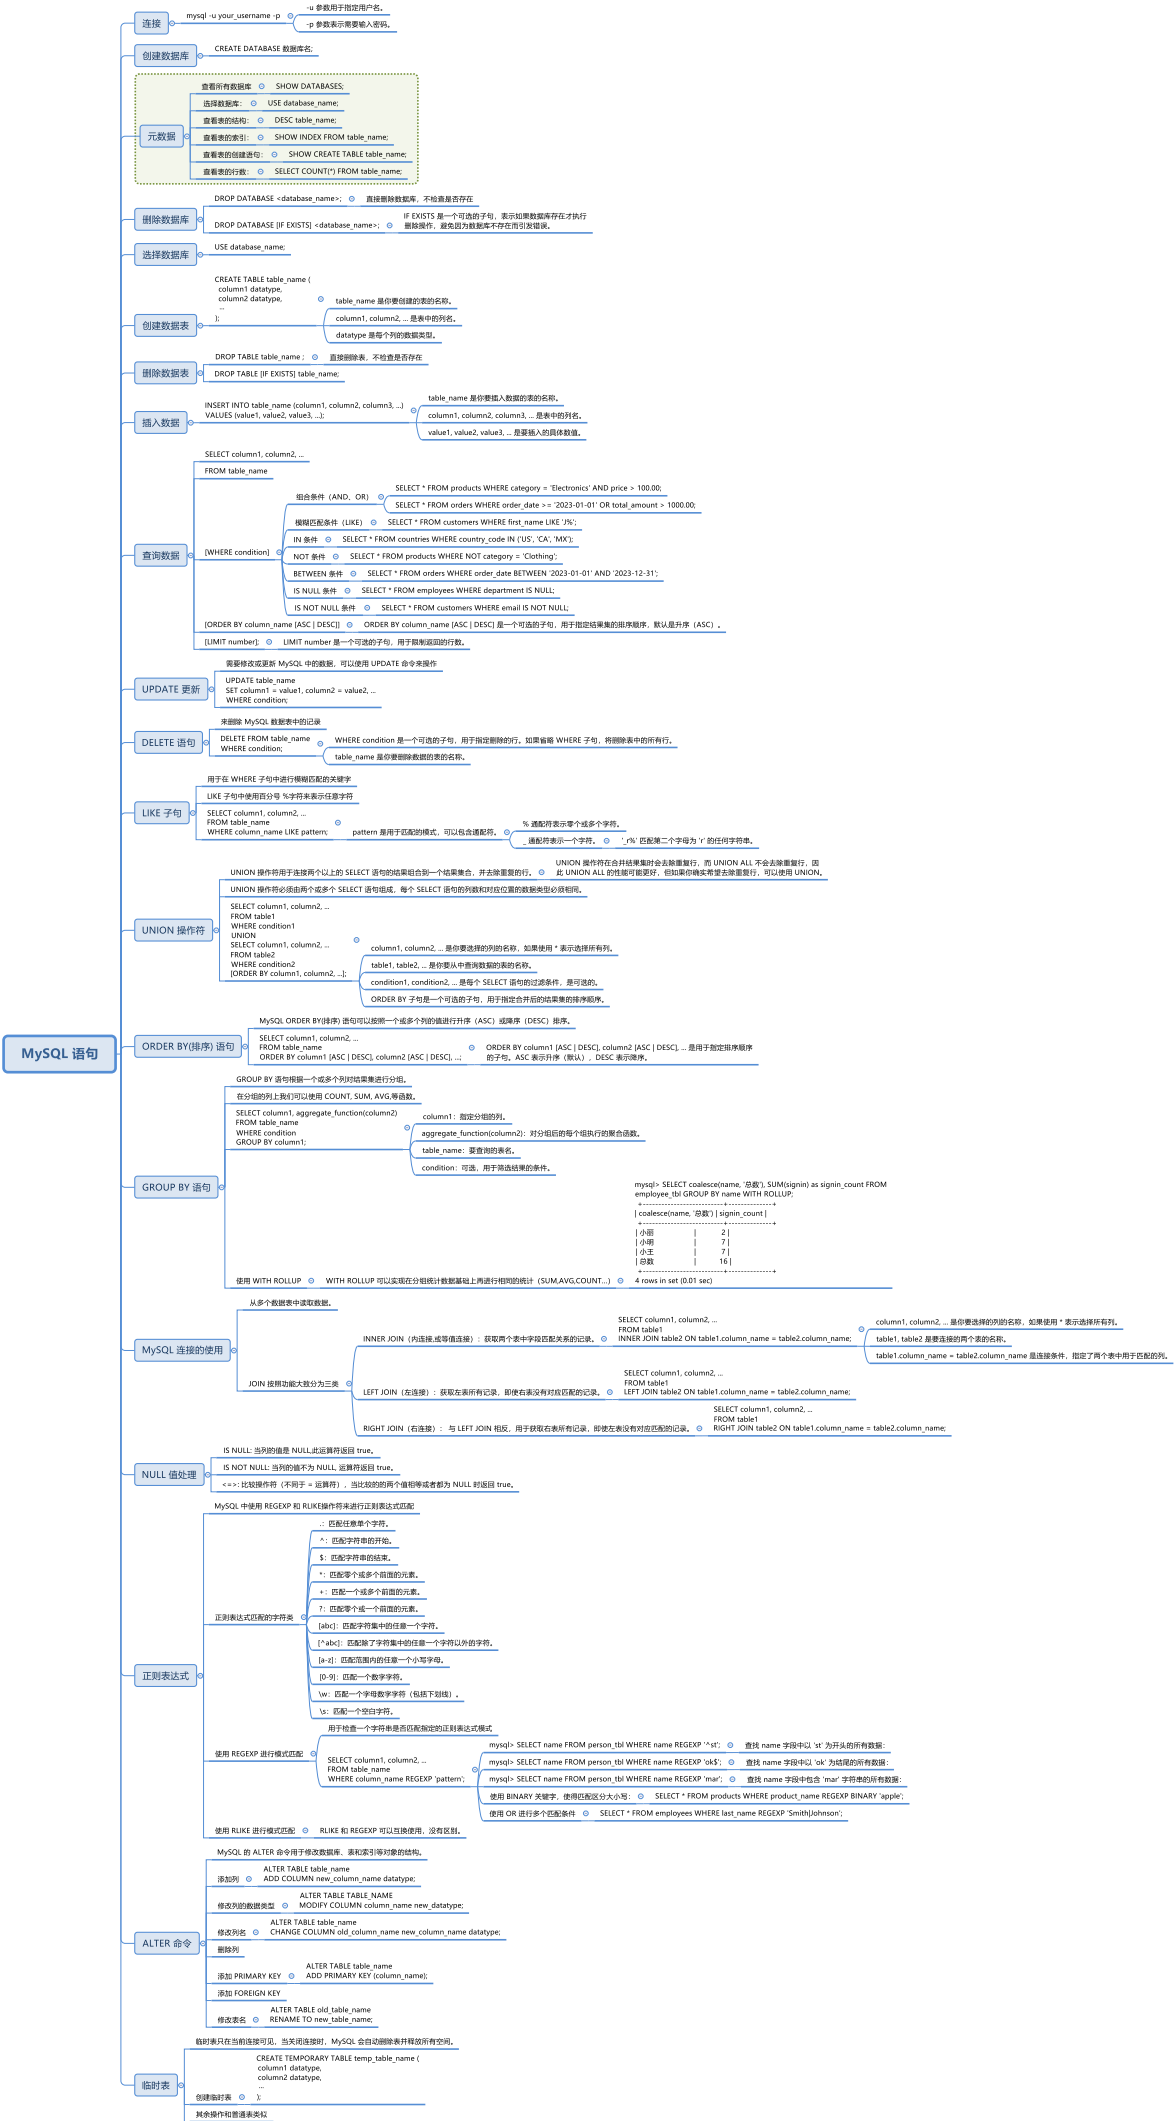 MySQL 语句
连接
mysql -u your_username -p
-u 参数用于指定用户名。
-p 参数表示需要输入密码。
创建数据库
CREATE DATABASE 数据库名;
元数据
查看所有数据库
SHOW DATABASES;
选择数据库:
USE database_name;
查看表的结构:
DESC table_name;
查看表的索引:
SHOW INDEX FROM table_name;
查看表的创建语句:
SHOW CREATE TABLE table_name;
查看表的行数:
SELECT COUNT(*) FROM table_name;
删除数据库
DROP DATABASE <database_name>;
直接删除数据库，不检查是否存在
DROP DATABASE [IF EXISTS] <database_name>;
IF EXISTS 是一个可选的子句，表示如果数据库存在才执行
删除操作，避免因为数据库不存在而引发错误。
选择数据库
USE database_name;
创建数据表
CREATE TABLE table_name (
column1 datatype,
column2 datatype,
...
);
table_name 是你要创建的表的名称。
column1, column2, ... 是表中的列名。
datatype 是每个列的数据类型。
删除数据表
DROP TABLE table_name ;
直接删除表，不检查是否存在
DROP TABLE [IF EXISTS] table_name;
插入数据
INSERT INTO table_name (column1, column2, column3, ...)
VALUES (value1, value2, value3, ...);
table_name 是你要插入数据的表的名称。
column1, column2, column3, ... 是表中的列名。
value1, value2, value3, ... 是要插入的具体数值。
查询数据
SELECT column1, column2, ...
FROM table_name
[WHERE condition]
组合条件（AND、OR）
SELECT * FROM products WHERE category = 'Electronics' AND price > 100.00;
SELECT * FROM orders WHERE order_date >= '2023-01-01' OR total_amount > 1000.00;
模糊匹配条件（LIKE）
SELECT * FROM customers WHERE first_name LIKE 'J%';
IN 条件
SELECT * FROM countries WHERE country_code IN ('US', 'CA', 'MX');
NOT 条件
SELECT * FROM products WHERE NOT category = 'Clothing';
BETWEEN 条件
SELECT * FROM orders WHERE order_date BETWEEN '2023-01-01' AND '2023-12-31';
IS NULL 条件
SELECT * FROM employees WHERE department IS NULL;
IS NOT NULL 条件
SELECT * FROM customers WHERE email IS NOT NULL;
[ORDER BY column_name [ASC | DESC]]
ORDER BY column_name [ASC | DESC] 是一个可选的子句，用于指定结果集的排序顺序，默认是升序（ASC）。
[LIMIT number];
LIMIT number 是一个可选的子句，用于限制返回的行数。
UPDATE 更新
需要修改或更新 MySQL 中的数据，可以使用 UPDATE 命令来操作
UPDATE table_name
SET column1 = value1, column2 = value2, ...
WHERE condition;
DELETE 语句
来删除 MySQL 数据表中的记录
DELETE FROM table_name
WHERE condition;
WHERE condition 是一个可选的子句，用于指定删除的行。如果省略 WHERE 子句，将删除表中的所有行。
table_name 是你要删除数据的表的名称。
LIKE 子句
用于在 WHERE 子句中进行模糊匹配的关键字
LIKE 子句中使用百分号 %字符来表示任意字符
SELECT column1, column2, ...
FROM table_name
WHERE column_name LIKE pattern;
pattern 是用于匹配的模式，可以包含通配符。
% 通配符表示零个或多个字符。
_ 通配符表示一个字符。
'_r%' 匹配第二个字母为 'r' 的任何字符串。
UNION 操作符
UNION 操作符用于连接两个以上的 SELECT 语句的结果组合到一个结果集合，并去除重复的行。
UNION 操作符在合并结果集时会去除重复行，而 UNION ALL 不会去除重复行，因
此 UNION ALL 的性能可能更好，但如果你确实希望去除重复行，可以使用 UNION。
UNION 操作符必须由两个或多个 SELECT 语句组成，每个 SELECT 语句的列数和对应位置的数据类型必须相同。
SELECT column1, column2, ...
FROM table1
WHERE condition1
UNION
SELECT column1, column2, ...
FROM table2
WHERE condition2
[ORDER BY column1, column2, ...];
column1, column2, ... 是你要选择的列的名称，如果使用 * 表示选择所有列。
table1, table2, ... 是你要从中查询数据的表的名称。
condition1, condition2, ... 是每个 SELECT 语句的过滤条件，是可选的。
ORDER BY 子句是一个可选的子句，用于指定合并后的结果集的排序顺序。
ORDER BY(排序) 语句
MySQL ORDER BY(排序) 语句可以按照一个或多个列的值进行升序（ASC）或降序（DESC）排序。
SELECT column1, column2, ...
FROM table_name
ORDER BY column1 [ASC | DESC], column2 [ASC | DESC], ...;
ORDER BY column1 [ASC | DESC], column2 [ASC | DESC], ... 是用于指定排序顺序
的子句。ASC 表示升序（默认），DESC 表示降序。
GROUP BY 语句
GROUP BY 语句根据一个或多个列对结果集进行分组。
在分组的列上我们可以使用 COUNT, SUM, AVG,等函数。
SELECT column1, aggregate_function(column2)
FROM table_name
WHERE condition
GROUP BY column1;
column1：指定分组的列。
aggregate_function(column2)：对分组后的每个组执行的聚合函数。
table_name：要查询的表名。
condition：可选，用于筛选结果的条件。
使用 WITH ROLLUP
WITH ROLLUP 可以实现在分组统计数据基础上再进行相同的统计（SUM,AVG,COUNT...）
mysql> SELECT coalesce(name, '总数'), SUM(signin) as signin_count FROM
employee_tbl GROUP BY name WITH ROLLUP;
+--------------------------+--------------+
| coalesce(name, '总数') | signin_count |
+--------------------------+--------------+
| 小丽 | 2 |
| 小明 | 7 |
| 小王 | 7 |
| 总数 | 16 |
+--------------------------+--------------+
4 rows in set (0.01 sec)
MySQL 连接的使用
从多个数据表中读取数据。
JOIN 按照功能大致分为三类
INNER JOIN（内连接,或等值连接）：获取两个表中字段匹配关系的记录。
SELECT column1, column2, ...
FROM table1
INNER JOIN table2 ON table1.column_name = table2.column_name;
column1, column2, ... 是你要选择的列的名称，如果使用 * 表示选择所有列。
table1, table2 是要连接的两个表的名称。
table1.column_name = table2.column_name 是连接条件，指定了两个表中用于匹配的列。
LEFT JOIN（左连接）：获取左表所有记录，即使右表没有对应匹配的记录。
SELECT column1, column2, ...
FROM table1
LEFT JOIN table2 ON table1.column_name = table2.column_name;
RIGHT JOIN（右连接）： 与 LEFT JOIN 相反，用于获取右表所有记录，即使左表没有对应匹配的记录。
SELECT column1, column2, ...
FROM table1
RIGHT JOIN table2 ON table1.column_name = table2.column_name;
NULL 值处理
IS NULL: 当列的值是 NULL,此运算符返回 true。
IS NOT NULL: 当列的值不为 NULL, 运算符返回 true。
<=>: 比较操作符（不同于 = 运算符），当比较的的两个值相等或者都为 NULL 时返回 true。
正则表达式
MySQL 中使用 REGEXP 和 RLIKE操作符来进行正则表达式匹配
正则表达式匹配的字符类
.：匹配任意单个字符。
^：匹配字符串的开始。
$：匹配字符串的结束。
*：匹配零个或多个前面的元素。
+：匹配一个或多个前面的元素。
?：匹配零个或一个前面的元素。
[abc]：匹配字符集中的任意一个字符。
[^abc]：匹配除了字符集中的任意一个字符以外的字符。
[a-z]：匹配范围内的任意一个小写字母。
[0-9]：匹配一个数字字符。
\w：匹配一个字母数字字符（包括下划线）。
\s：匹配一个空白字符。
使用 REGEXP 进行模式匹配
用于检查一个字符串是否匹配指定的正则表达式模式
SELECT column1, column2, ...
FROM table_name
WHERE column_name REGEXP 'pattern';
mysql> SELECT name FROM person_tbl WHERE name REGEXP '^st';
查找 name 字段中以 'st' 为开头的所有数据：
mysql> SELECT name FROM person_tbl WHERE name REGEXP 'ok$';
查找 name 字段中以 'ok' 为结尾的所有数据：
mysql> SELECT name FROM person_tbl WHERE name REGEXP 'mar';
查找 name 字段中包含 'mar' 字符串的所有数据：
使用 BINARY 关键字，使得匹配区分大小写：
SELECT * FROM products WHERE product_name REGEXP BINARY 'apple';
使用 OR 进行多个匹配条件
SELECT * FROM employees WHERE last_name REGEXP 'Smith|Johnson';
使用 RLIKE 进行模式匹配
RLIKE 和 REGEXP 可以互换使用，没有区别。
ALTER 命令
MySQL 的 ALTER 命令用于修改数据库、表和索引等对象的结构。
添加列
ALTER TABLE table_name
ADD COLUMN new_column_name datatype;
修改列的数据类型
ALTER TABLE TABLE_NAME
MODIFY COLUMN column_name new_datatype;
修改列名
ALTER TABLE table_name
CHANGE COLUMN old_column_name new_column_name datatype;
删除列
添加 PRIMARY KEY
ALTER TABLE table_name
ADD PRIMARY KEY (column_name);
添加 FOREIGN KEY
修改表名
ALTER TABLE old_table_name
RENAME TO new_table_name;
临时表
临时表只在当前连接可见，当关闭连接时，MySQL 会自动删除表并释放所有空间。
创建临时表
CREATE TEMPORARY TABLE temp_table_name (
column1 datatype,
column2 datatype,
...
);
其余操作和普通表类似